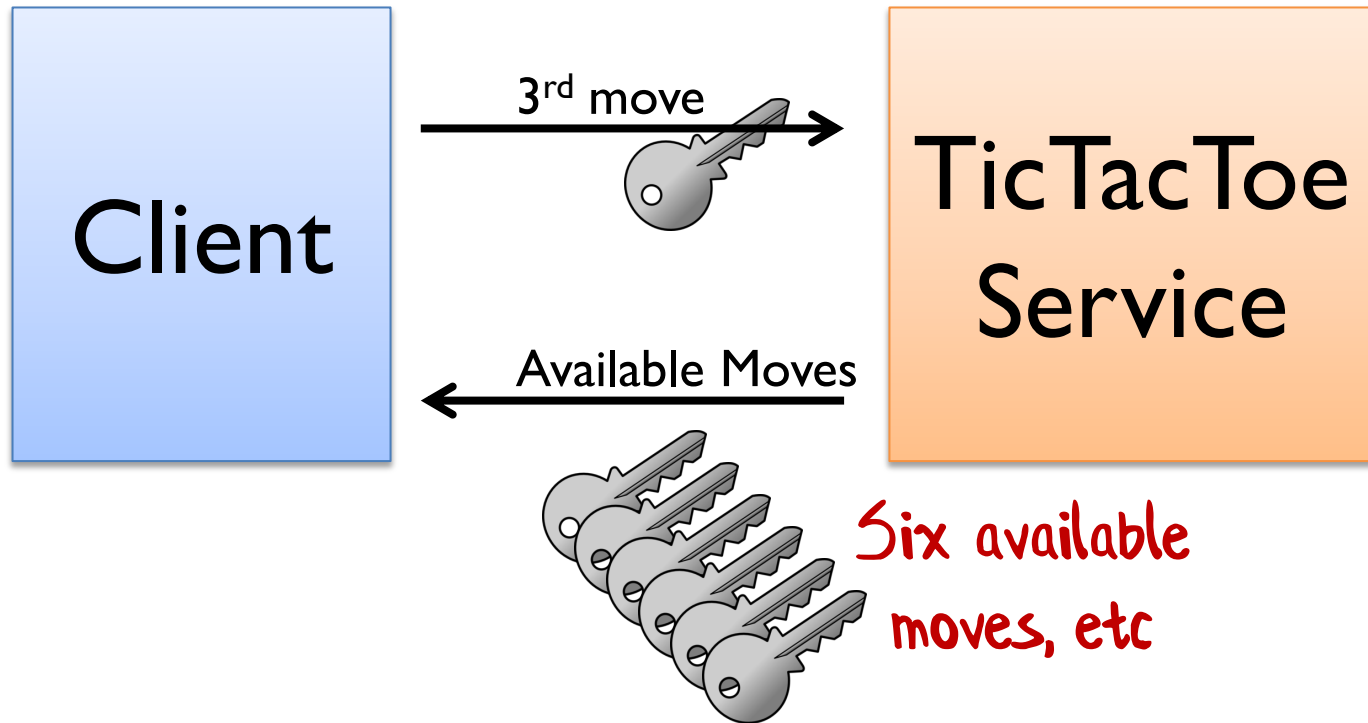 Client
3rd move
TicTacToe
Service
Available Moves
Six available
moves, etc